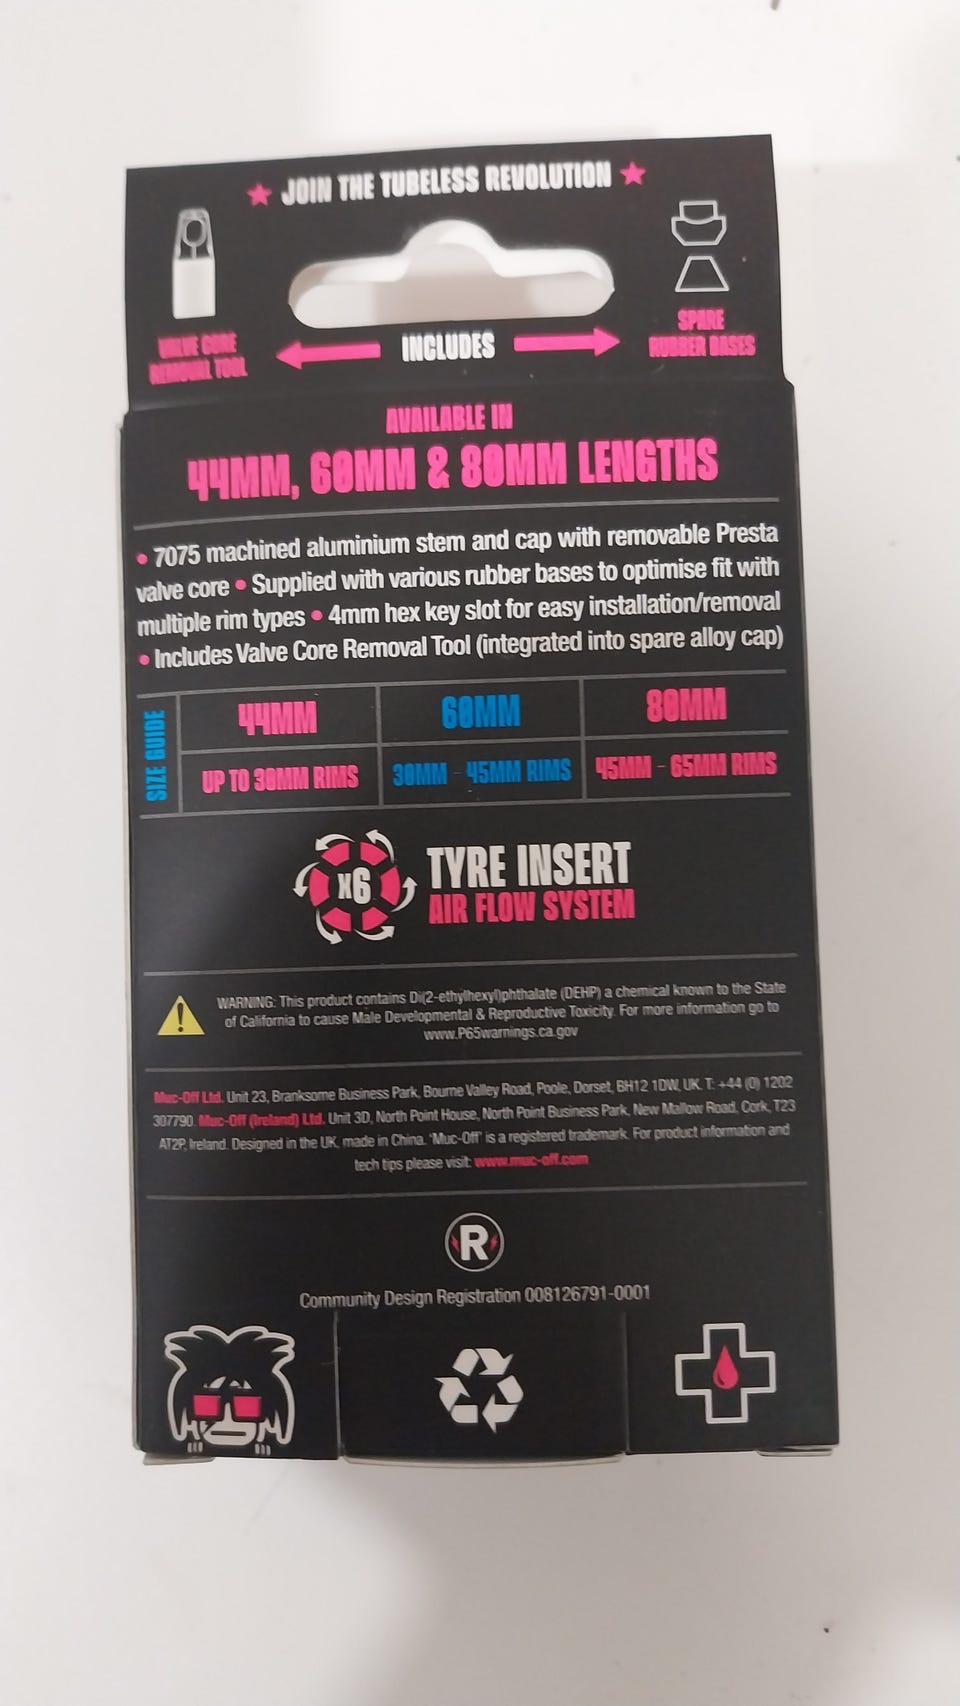 JOIN THE TUBELESS REVOLUTION
VALVE CORE
REMOVAL TOOL
INCLUDES
SPARE
RUBBER BASES
AVAILABLE IN
44MM, 60MM & 80MM LENGTHS
• 7075 machined aluminium stem and cap with removable Presta
valve core • Supplied with various rubber bases to optimise fit with
multiple rim types • 4mm hex key slot for easy installation/removal
• Includes Valve Core Removal Tool (integrated into spare alloy cap)
SIZE GUIDE
44MM 60MM 80MM
UP TO 30MM RIMS 30MM - 45MM RIMS 45MM - 65MM RIMS
x6
TYRE INSERT
AIR FLOW SYSTEM
WARNING: This product contains Di(2-ethylhexyl)phthalate (DEHP) a chemical known to the State
of California to cause Male Developmental & Reproductive Toxicity. For more information go to
www.P65warnings.ca.gov
Muc-Off Ltd. Unit 23, Branksome Business Park, Bourne Valley Road, Poole, Dorset, BH12 1DW, UK. T: +44 (0) 1202
307790. Muc-Off (Ireland) Ltd. Unit 3D, North Point House, North Point Business Park, New Mallow Road, Cork, T23
AT2P, Ireland. Designed in the UK, made in China. 'Muc-Off' is a registered trademark. For product information and
tech tips please visit: www.muc-off.com
R
Community Design Registration 008126791-0001